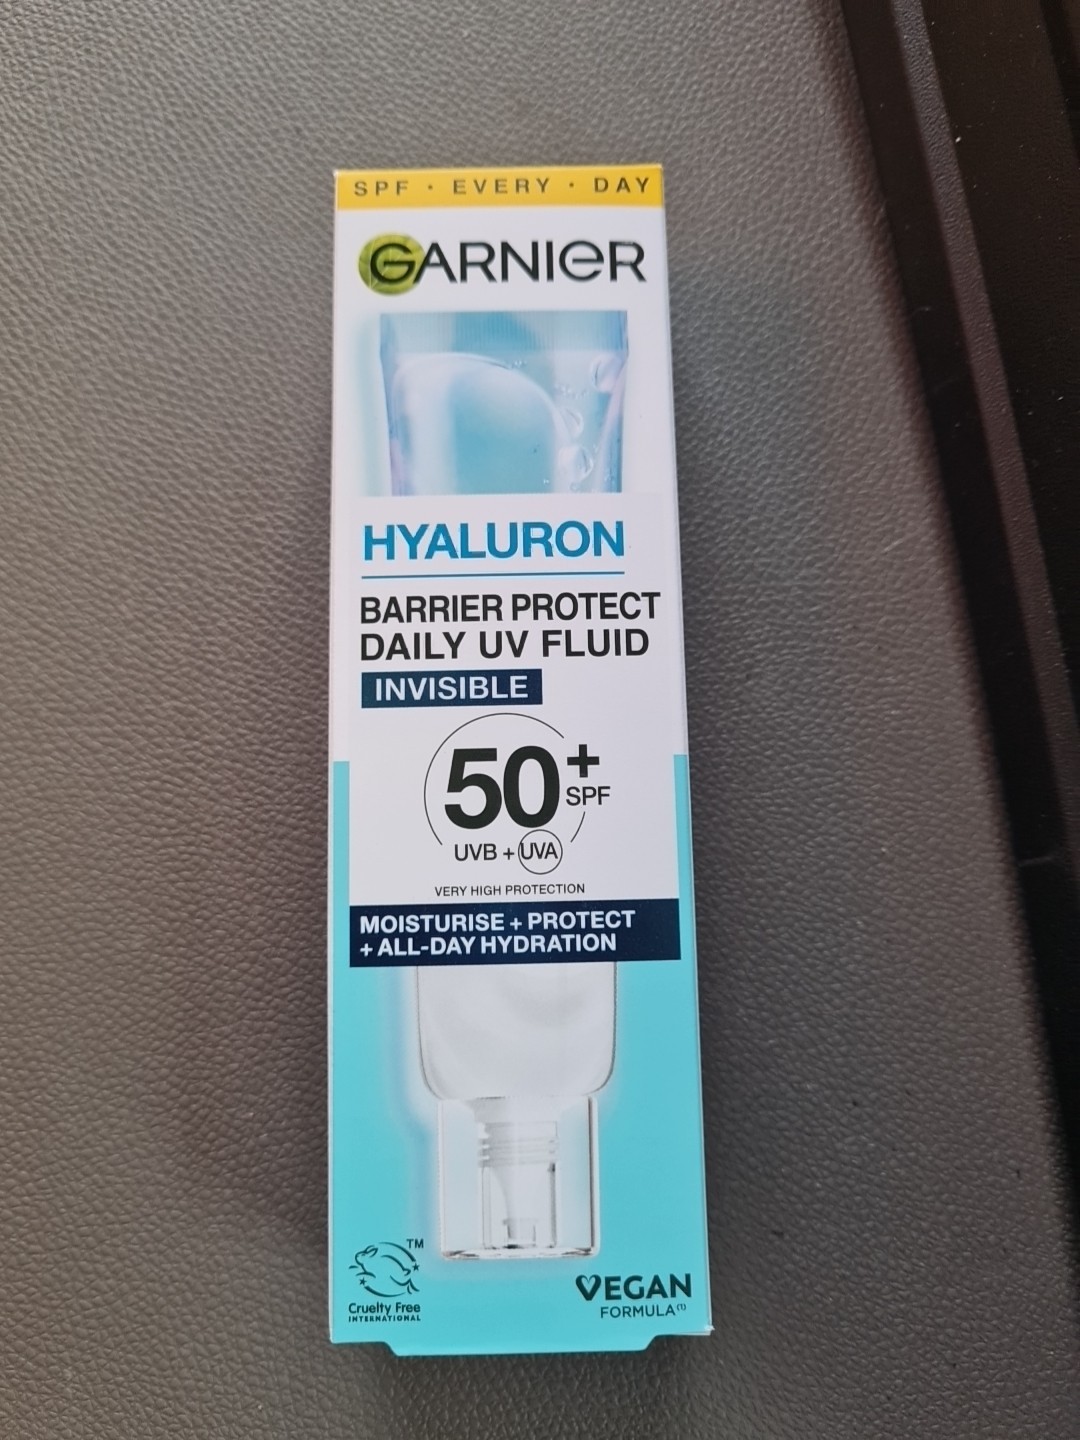 SPF · EVERY · DAY
GARNIER
HYALURON
BARRIER PROTECT
DAILY UV FLUID
INVISIBLE
50+
SPF
UVB + UVA
VERY HIGH PROTECTION
MOISTURISE + PROTECT
+ ALL-DAY HYDRATION
TM
Cruelty Free
INTERNATIONAL
VEGAN
FORMULA(1)